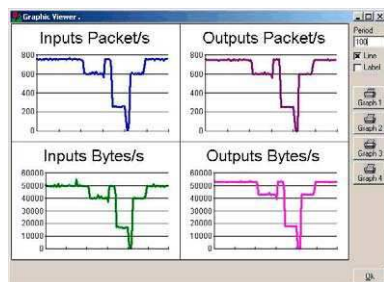 Graphic Viewer .
Inputs Packet/s
800
600
400
200
0
Outputs Packet/s
800
600
400
200
0
Inputs Bytes/s
60000
50000
40000
30000
20000
10000
0
Outputs Bytes/s
60000
50000
40000
30000
20000
10000
0
Period
100
Line
Label
Graph 1
Graph 2
Graph 3
Graph 4
Ok